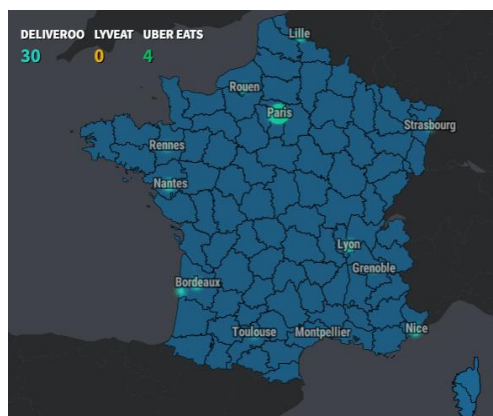 DELIVEROO LYVEAT UBER EATS
30 0 4
Lille
Rouen
Paris
Strasbourg
Rennes
Nantes
Lyon
Grenoble
Bordeaux
Toulouse
Montpellier
Nice